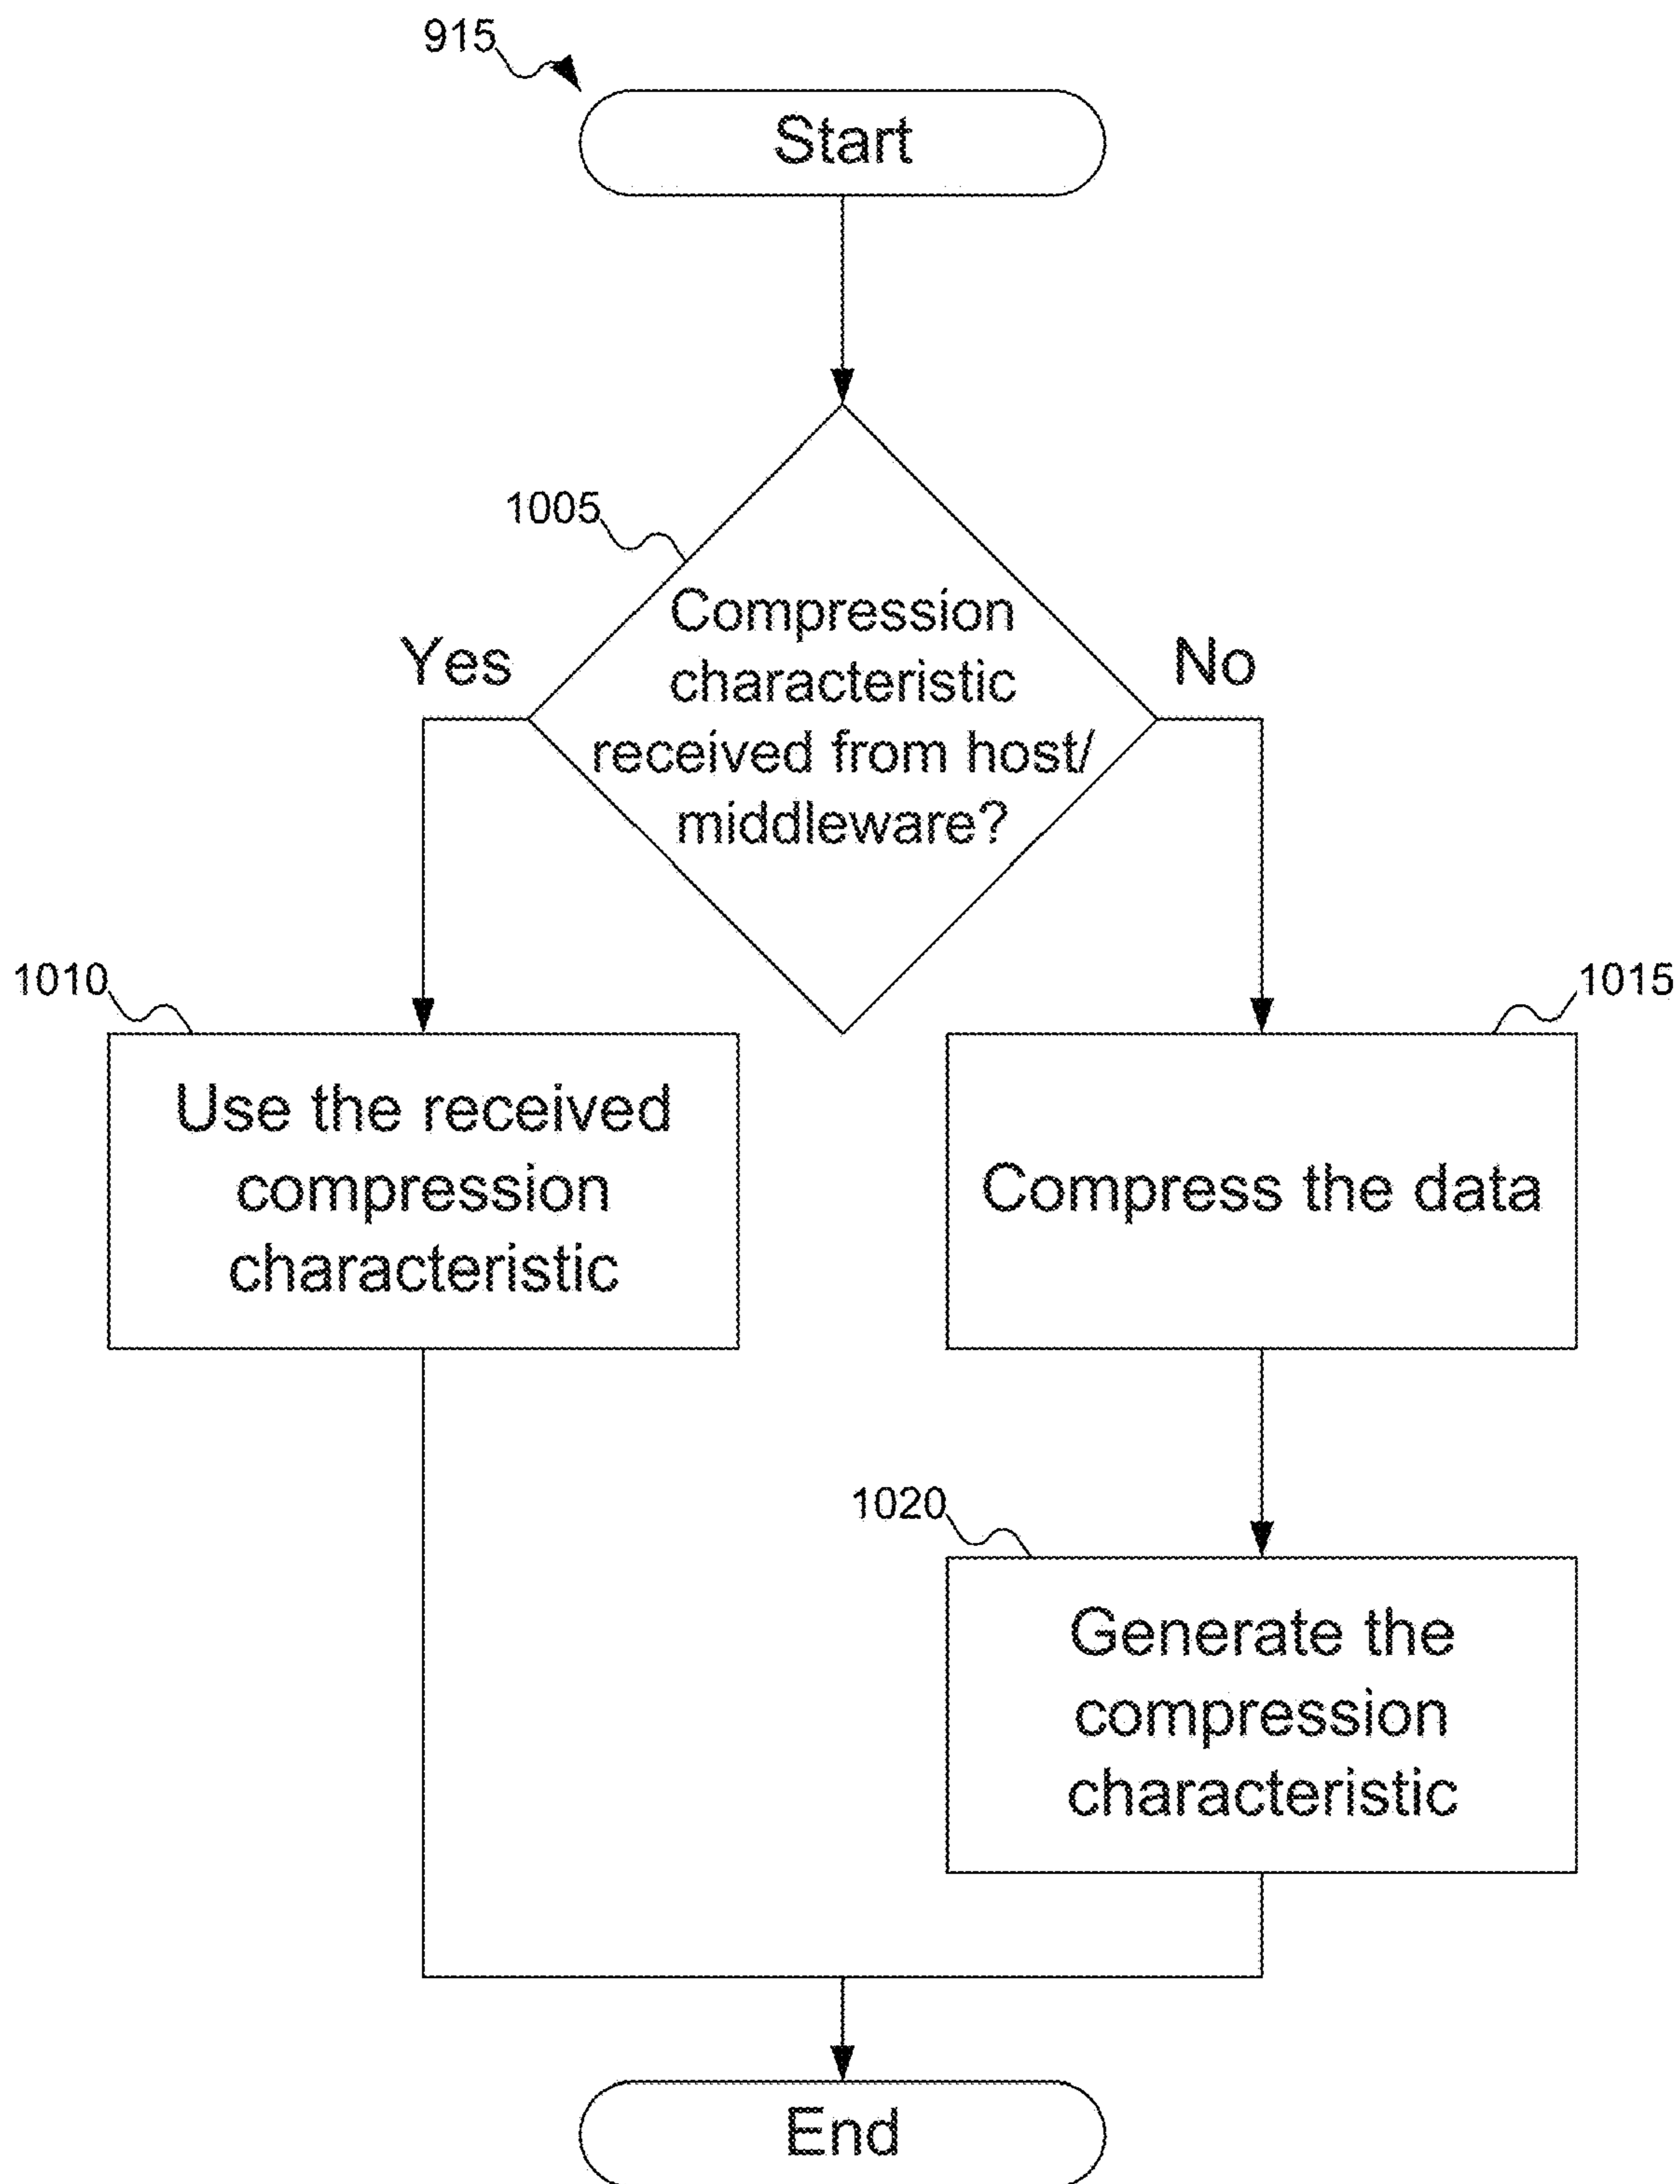 915
Start
1005
Compression
characteristic
received from host/
middleware?
Yes
No
1010
1015
Use the received
compression
characteristic
Compress the data
1020
Generate the
compression
characteristic
End